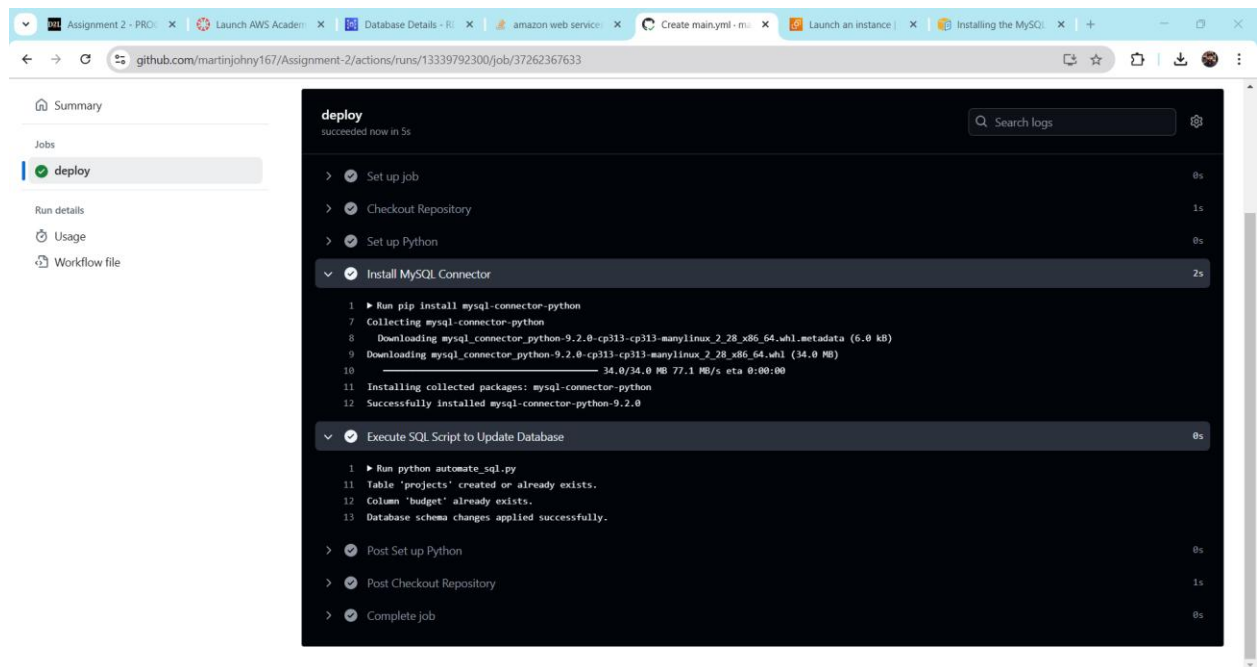 Assignment 2 - PRO
Launch AWS Academ
Database Details - R
amazon web service
Create main.yml - ma
Launch an instance |
Installing the MySQL
github.com/martinjohny167/Assignment-2/actions/runs/13339792300/job/37262367633
Summary
Jobs
deploy
Run details
Usage
Workflow file
deploy
succeeded now in 5s
Search logs
Set up job 0s
Checkout Repository 1s
Set up Python 0s
Install MySQL Connector 2s
1 ▶ Run pip install mysql-connector-python
7 Collecting mysql-connector-python
8 Downloading mysql_connector_python-9.2.0-cp313-cp313-manylinux_2_28_x86_64.whl.metadata (6.0 kB)
9 Downloading mysql_connector_python-9.2.0-cp313-cp313-manylinux_2_28_x86_64.whl (34.0 MB)
10 34.0/34.0 MB 77.1 MB/s eta 0:00:00
11 Installing collected packages: mysql-connector-python
12 Successfully installed mysql-connector-python-9.2.0
Execute SQL Script to Update Database 0s
1 ▶ Run python automate_sql.py
11 Table 'projects' created or already exists.
12 Column 'budget' already exists.
13 Database schema changes applied successfully.
Post Set up Python 0s
Post Checkout Repository 1s
Complete job 0s